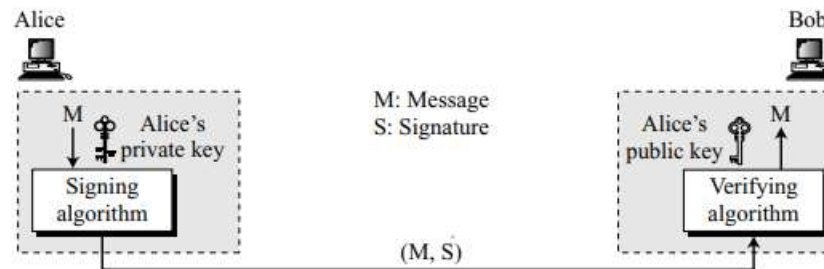 Alice
Bob
M
Alice's
private key
M: Message
S: Signature
Alice's
public key
M
Signing
algorithm
Verifying
algorithm
(M, S)